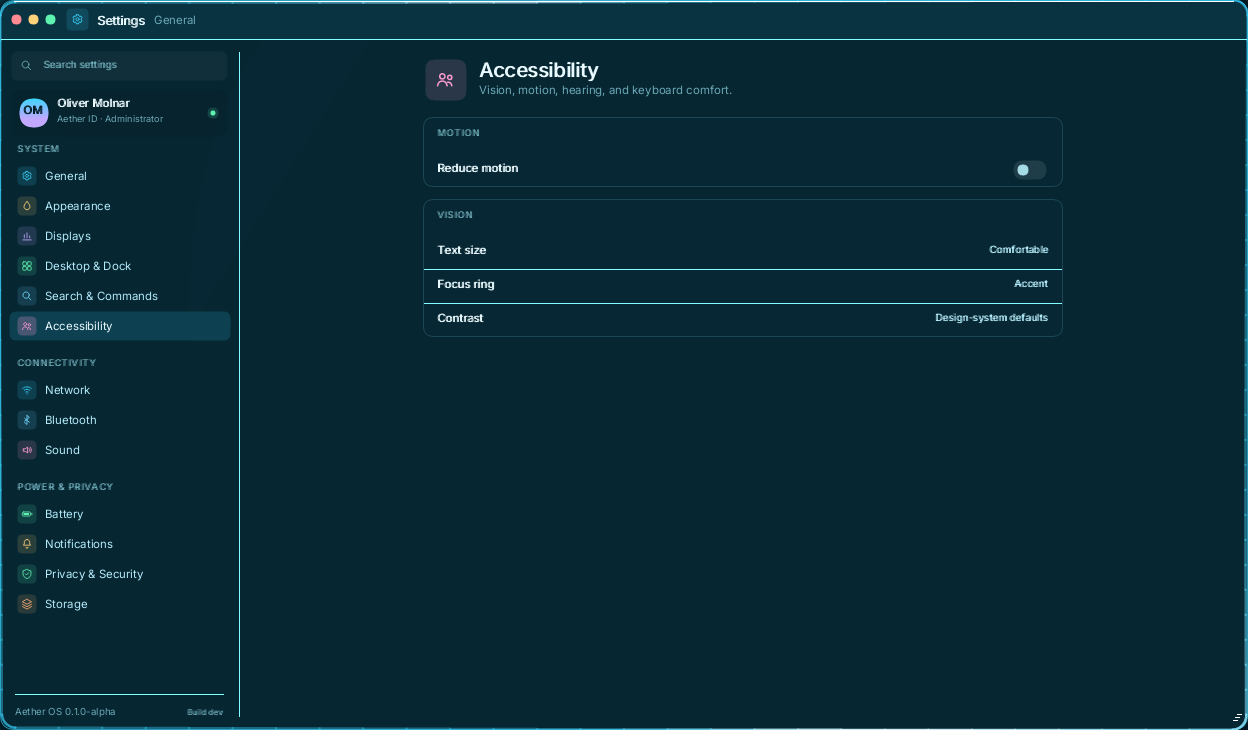 Settings General
Search settings
OM
Oliver Molnar
Aether ID · Administrator
SYSTEM
General
Appearance
Displays
Desktop & Dock
Search & Commands
Accessibility
CONNECTIVITY
Network
Bluetooth
Sound
POWER & PRIVACY
Battery
Notifications
Privacy & Security
Storage
Aether OS 0.1.0-alpha
Build dev
Accessibility
Vision, motion, hearing, and keyboard comfort.
MOTION
Reduce motion
VISION
Text size Comfortable
Focus ring Accent
Contrast Design-system defaults